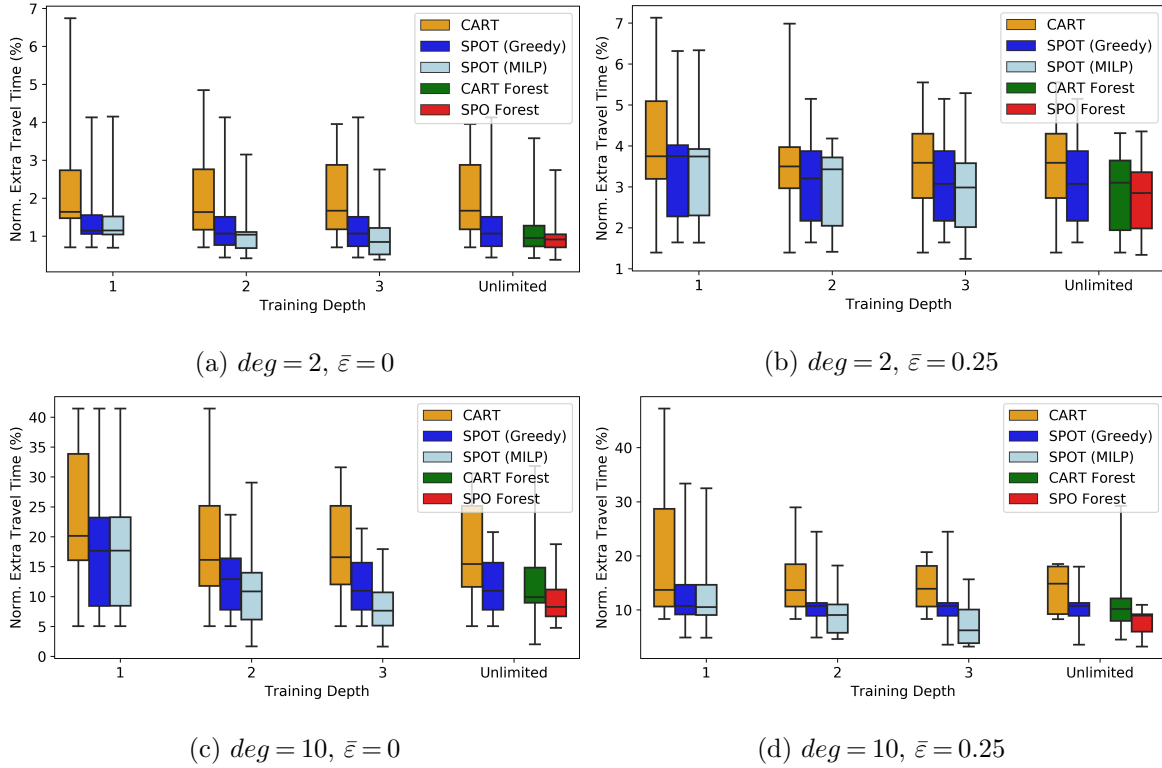 7
6
5
4
3
2
1
Norm. Extra Travel Time (%)
CART
SPOT (Greedy)
SPOT (MILP)
CART Forest
SPO Forest
1 2 3 Unlimited
Training Depth
(a) deg = 2, ε̄ = 0
7
6
5
4
3
2
1
Norm. Extra Travel Time (%)
CART
SPOT (Greedy)
SPOT (MILP)
CART Forest
SPO Forest
1 2 3 Unlimited
Training Depth
(b) deg = 2, ε̄ = 0.25
40
35
30
25
20
15
10
5
0
Norm. Extra Travel Time (%)
CART
SPOT (Greedy)
SPOT (MILP)
CART Forest
SPO Forest
1 2 3 Unlimited
Training Depth
(c) deg = 10, ε̄ = 0
40
30
20
10
Norm. Extra Travel Time (%)
CART
SPOT (Greedy)
SPOT (MILP)
CART Forest
SPO Forest
1 2 3 Unlimited
Training Depth
(d) deg = 10, ε̄ = 0.25